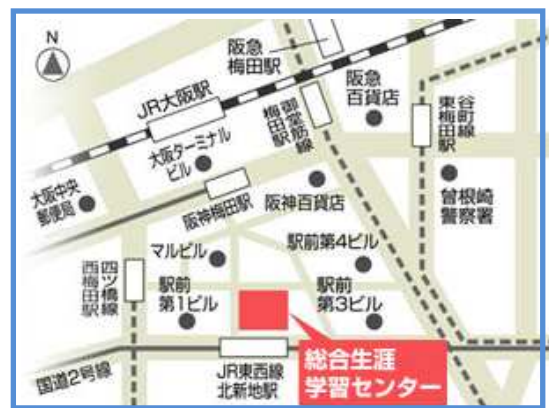 N
阪急
梅田駅
JR大阪駅
阪急
百貨店
御堂筋線
梅田駅
谷町線
東梅田駅
大阪ターミナル
ビル
大阪中央
郵便局
阪神梅田駅
阪神百貨店
曾根崎
警察署
マルビル
駅前第4ビル
四ツ橋線
西梅田駅
駅前
第1ビル
駅前
第3ビル
総合生涯
学習センター
国道2号線
JR東西線
北新地駅